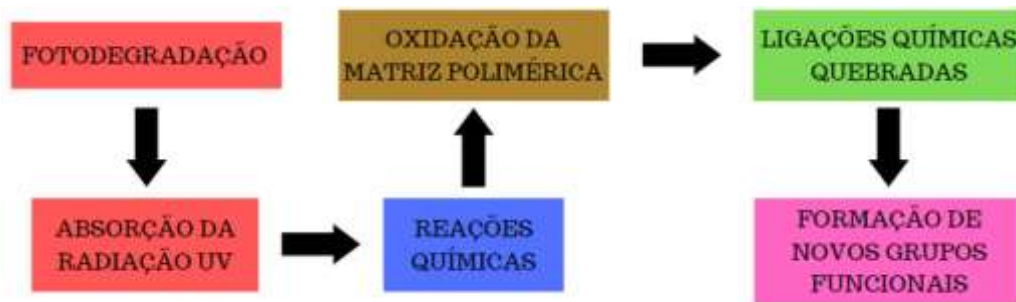 FOTODEGRADAÇÃO
ABSORÇÃO DA
RADIAÇÃO UV
REAÇÕES
QUÍMICAS
OXIDAÇÃO DA
MATRIZ POLIMÉRICA
LIGAÇÕES QUÍMICAS
QUEBRADAS
FORMAÇÃO DE
NOVOS GRUPOS
FUNCIONAIS